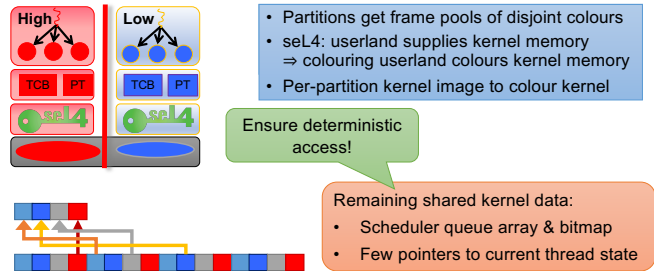 High
Low
TCB
PT
TCB
PT
seL4
seL4
• Partitions get frame pools of disjoint colours
• seL4: userland supplies kernel memory
⇒ colouring userland colours kernel memory
• Per-partition kernel image to colour kernel
Ensure deterministic
access!
Remaining shared kernel data:
• Scheduler queue array & bitmap
• Few pointers to current thread state